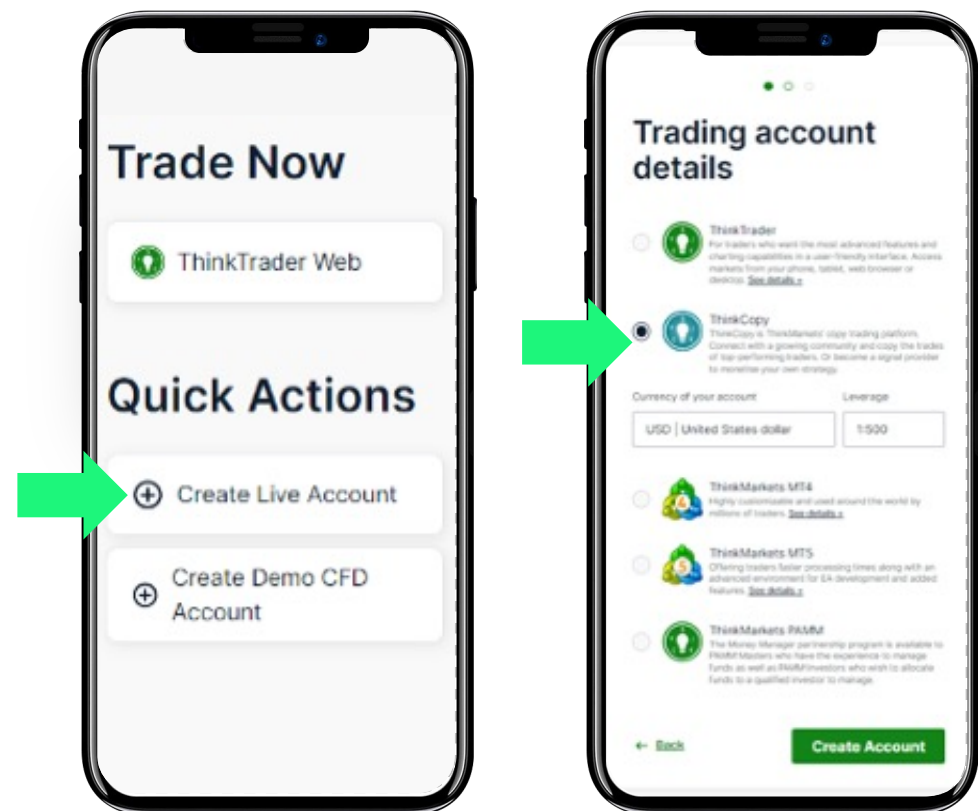 Trade Now
ThinkTrader Web
Quick Actions
Create Live Account
Create Demo CFD
Account
Trading account
details
ThinkTrader
For traders who want the most advanced features and
charting capabilities in a user-friendly interface. Access
markets from your phone, tablet, web browser or
desktop. See details »
ThinkCopy
ThinkCopy is ThinkMarkets' copy trading platform.
Connect with a growing community and copy the trades
of top-performing traders. Or become a signal provider
to monetise your own strategy.
Currency of your account
Leverage
USD | United States dollar
1:500
ThinkMarkets MT4
Highly customizable and used around the world by
millions of traders. See details »
ThinkMarkets MT5
Offering traders faster processing times along with an
advanced environment for EA development and added
features. See details »
ThinkMarkets PAMM
The Money Manager partnership program is available to
PAMM Masters who have the experience to manage
funds as well as PAMM Investors who wish to allocate
funds to a qualified investor to manage.
← Back
Create Account